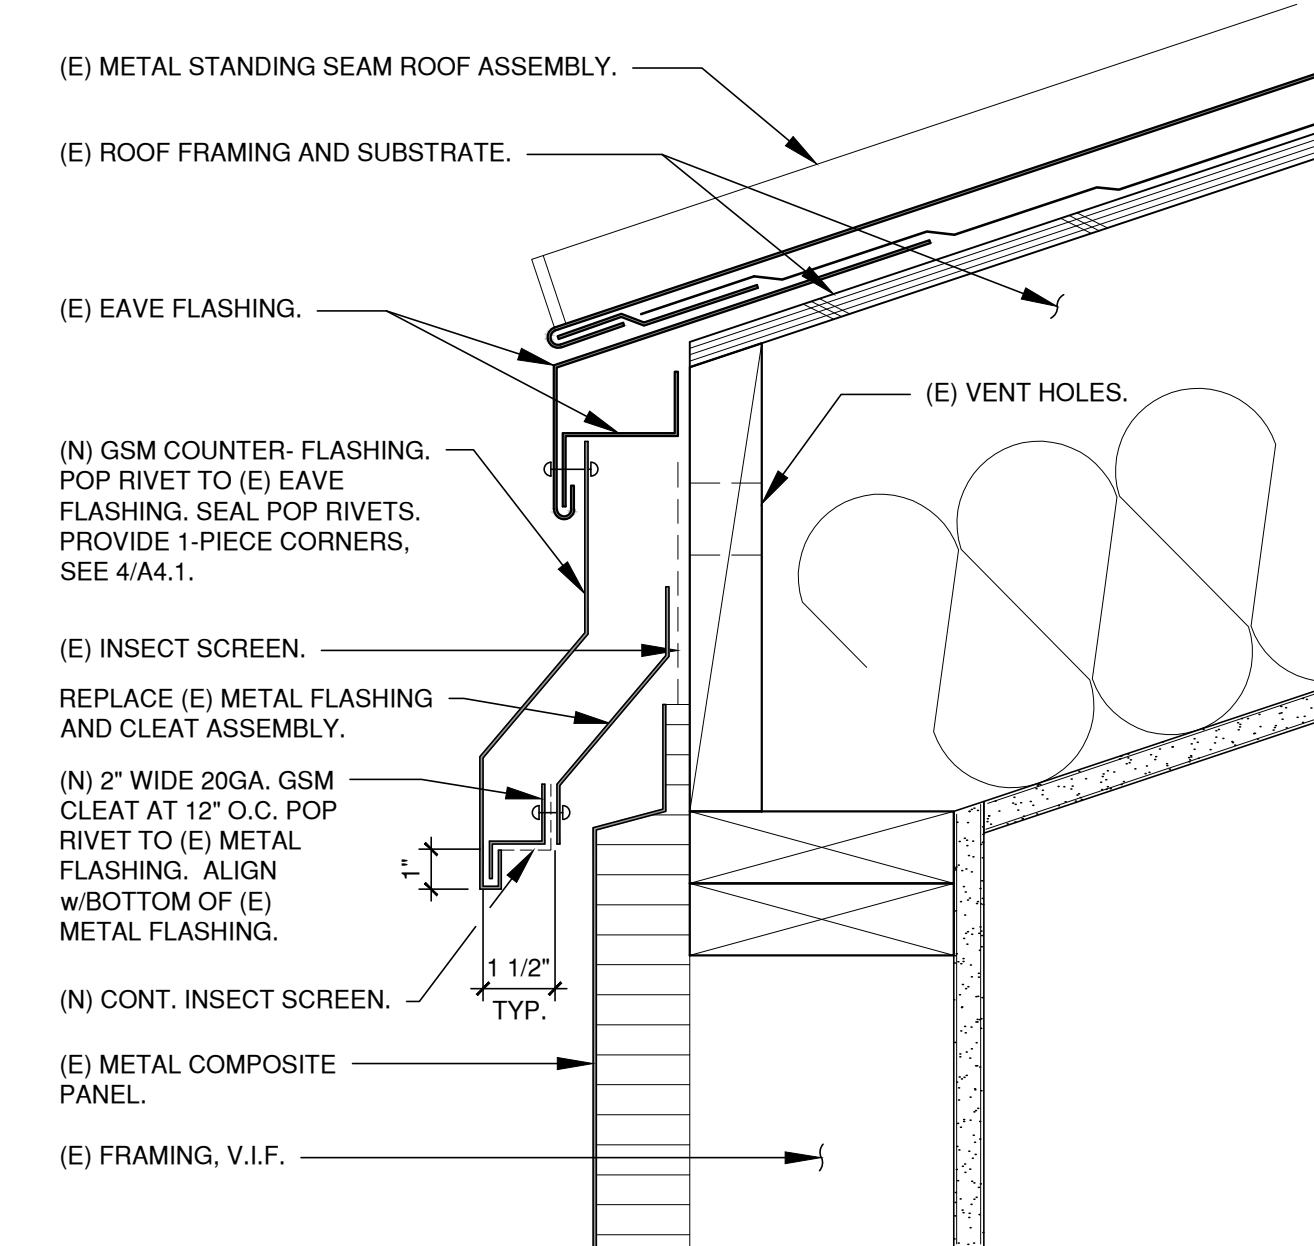 (E) METAL STANDING SEAM ROOF ASSEMBLY.
(E) ROOF FRAMING AND SUBSTRATE.
(E) EAVE FLASHING.
(E) VENT HOLES.
(N) GSM COUNTER- FLASHING.
POP RIVET TO (E) EAVE
FLASHING. SEAL POP RIVETS.
PROVIDE 1-PIECE CORNERS,
SEE 4/A4.1.
(E) INSECT SCREEN.
REPLACE (E) METAL FLASHING
AND CLEAT ASSEMBLY.
(N) 2" WIDE 20GA. GSM
CLEAT AT 12" O.C. POP
RIVET TO (E) METAL
FLASHING.  ALIGN
w/BOTTOM OF (E)
METAL FLASHING.
1"
1 1/2"
TYP.
(N) CONT. INSECT SCREEN.
(E) METAL COMPOSITE
PANEL.
(E) FRAMING, V.I.F.